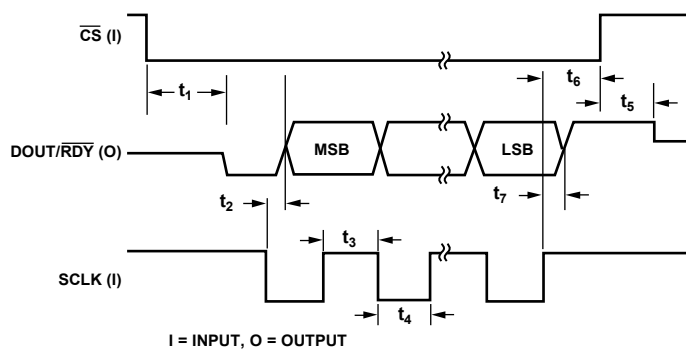 CS (I)
t6
t1
t5
DOUT/RDY (O)
MSB
LSB
t2
t7
t3
SCLK (I)
t4
I = INPUT, O = OUTPUT